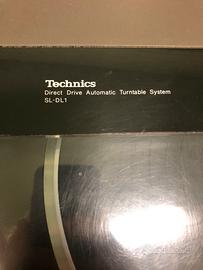 Technics
Direct Drive Automatic Turntable System
SL-DL1